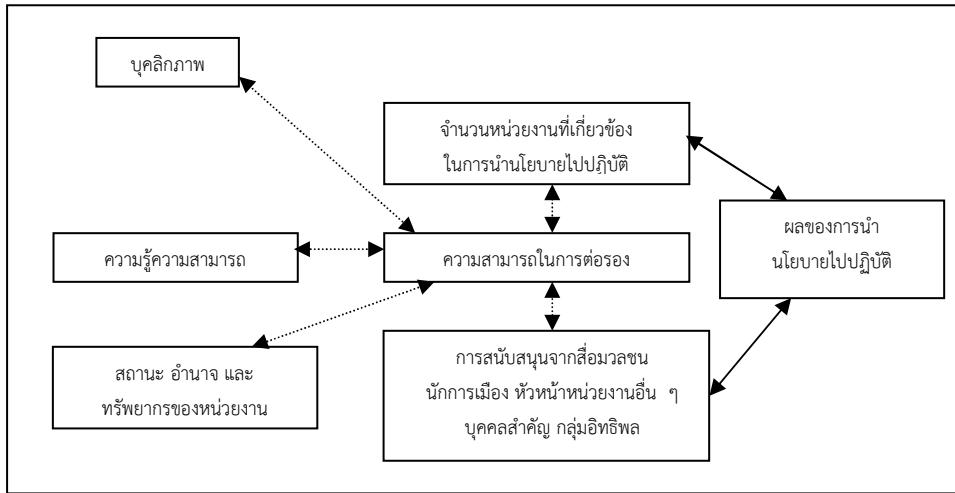 บุคลิกภาพ
จำนวนหน่วยงานที่เกี่ยวข้อง
ในการนำนโยบายไปปฏิบัติ
ผลของการนำ
นโยบายไปปฏิบัติ
ความรู้ความสามารถ
ความสามารถในการต่อรอง
สถานะ อำนาจ และ
ทรัพยากรของหน่วยงาน
การสนับสนุนจากสื่อมวลชน
นักการเมือง หัวหน้าหน่วยงานอื่น ๆ
บุคคลสำคัญ กลุ่มอิทธิพล